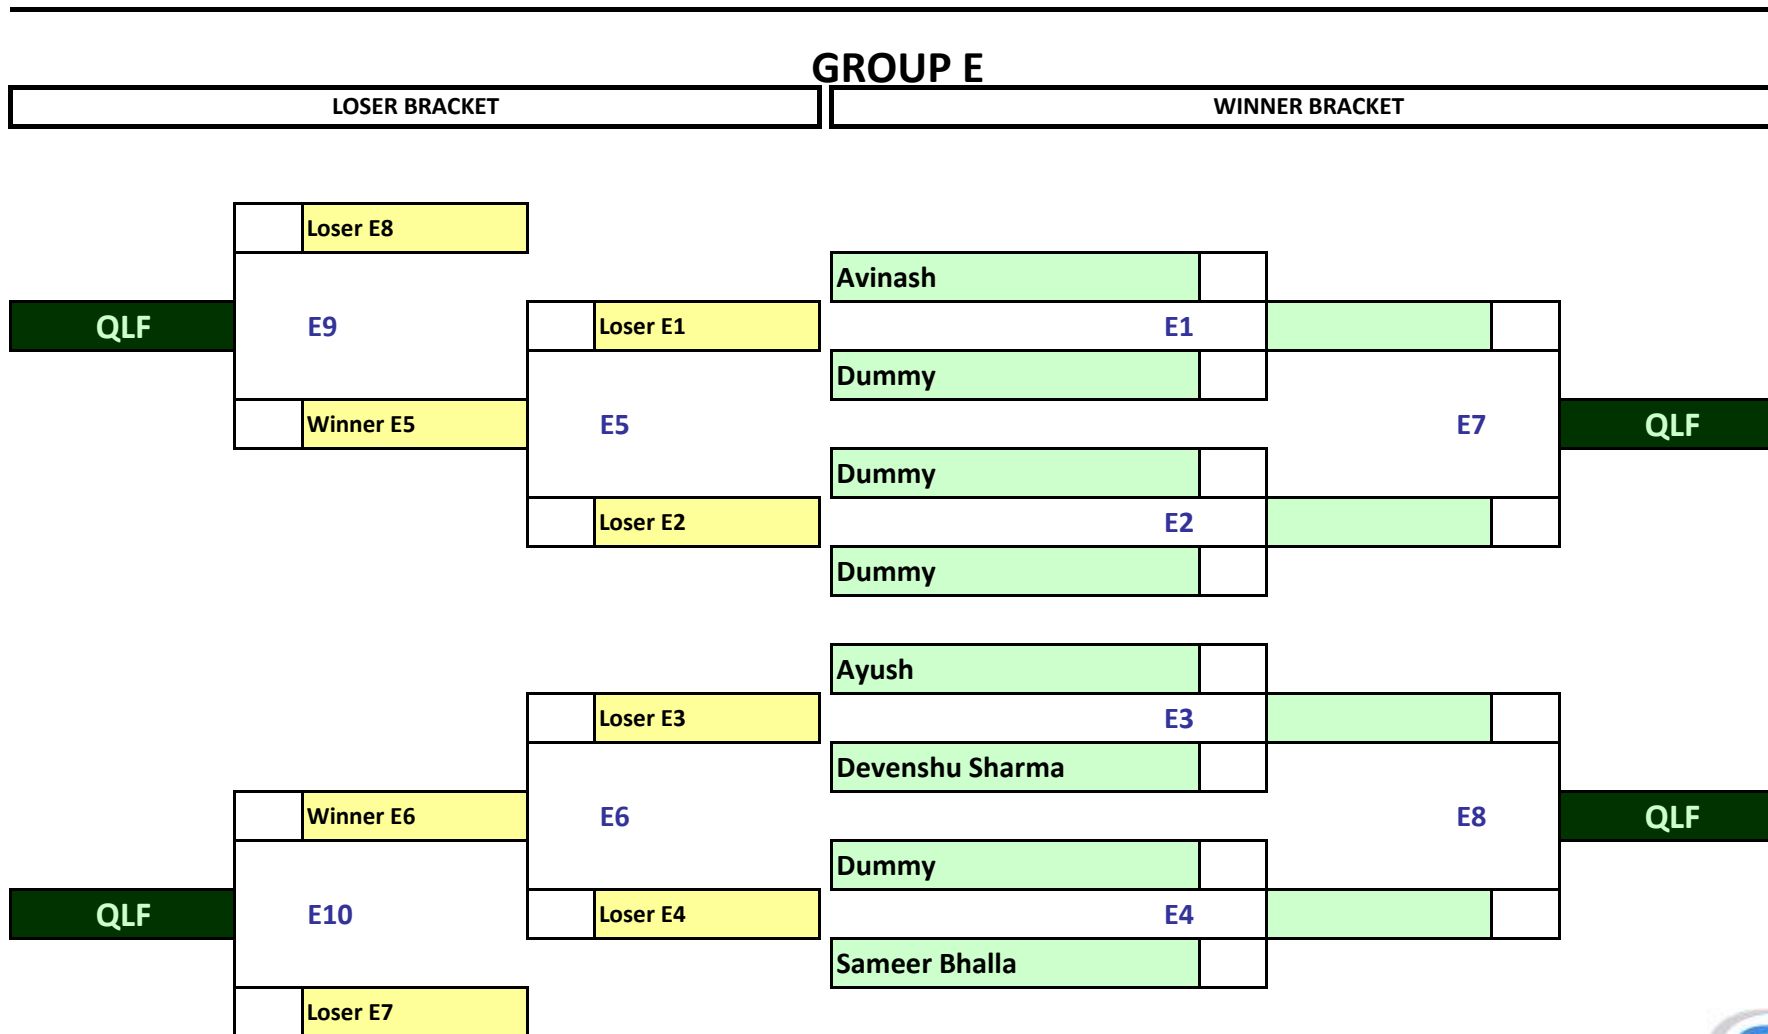 GROUP E
LOSER BRACKET WINNER BRACKET
Loser E8
Avinash
QLF E9 Loser E1 E1
Dummy
Winner E5 E5 E7 QLF
Dummy
Loser E2 E2
Dummy
Ayush
Loser E3 E3
Devenshu Sharma
Winner E6 E6 E8 QLF
Dummy
QLF E10 Loser E4 E4
Sameer Bhalla
Loser E7